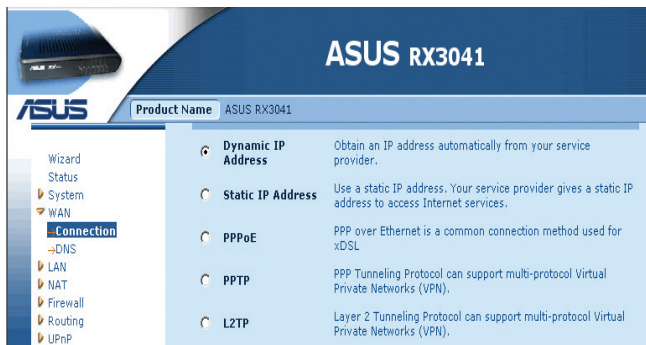 ASUS RX3041
ASUS
Product Name ASUS RX3041
Wizard
Status
System
WAN
→Connection
→DNS
LAN
NAT
Firewall
Routing
UPnP
Dynamic IP
Address
Obtain an IP address automatically from your service
provider.
Static IP Address
Use a static IP address. Your service provider gives a static IP
address to access Internet services.
PPPoE
PPP over Ethernet is a common connection method used for
xDSL
PPTP
PPP Tunneling Protocol can support multi-protocol Virtual
Private Networks (VPN).
L2TP
Layer 2 Tunneling Protocol can support multi-protocol Virtual
Private Networks (VPN).